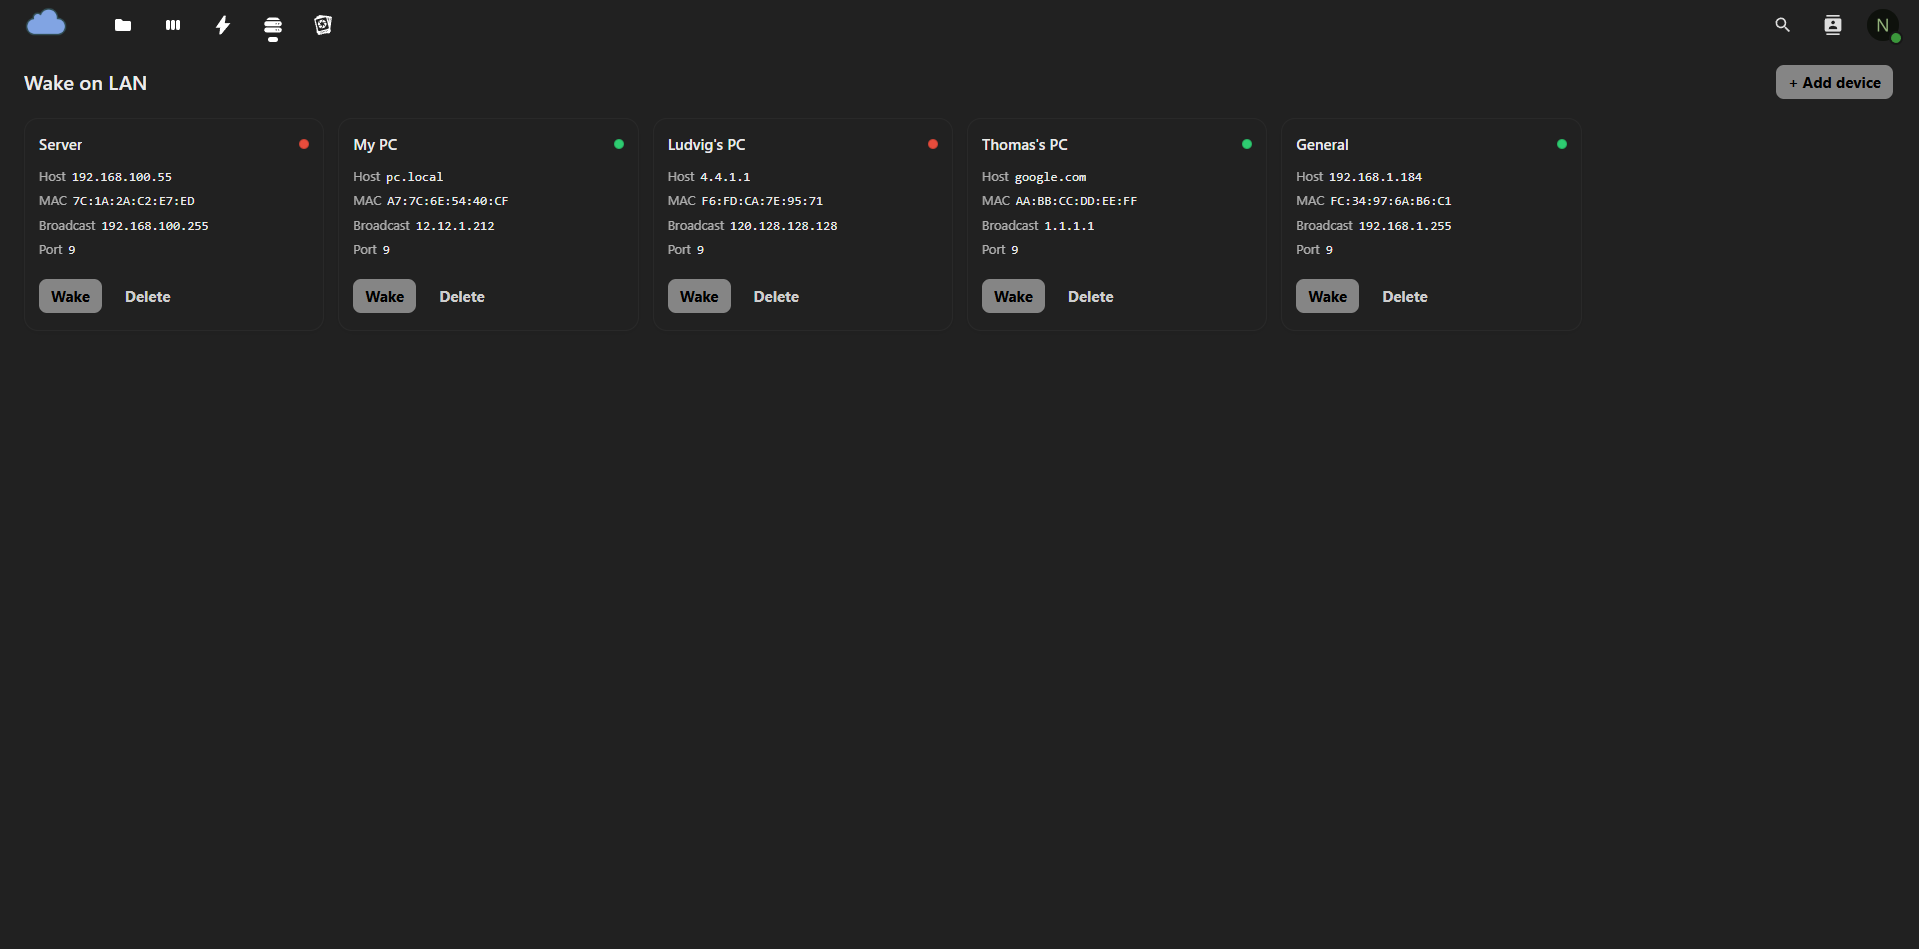 N
Wake on LAN
+ Add device
Server
Host 192.168.100.55
MAC 7C:1A:2A:C2:E7:ED
Broadcast 192.168.100.255
Port 9
Wake Delete
My PC
Host pc.local
MAC A7:7C:6E:54:40:CF
Broadcast 12.12.1.212
Port 9
Wake Delete
Ludvig's PC
Host 4.4.1.1
MAC F6:FD:CA:7E:95:71
Broadcast 120.128.128.128
Port 9
Wake Delete
Thomas's PC
Host google.com
MAC AA:BB:CC:DD:EE:FF
Broadcast 1.1.1.1
Port 9
Wake Delete
General
Host 192.168.1.184
MAC FC:34:97:6A:B6:C1
Broadcast 192.168.1.255
Port 9
Wake Delete